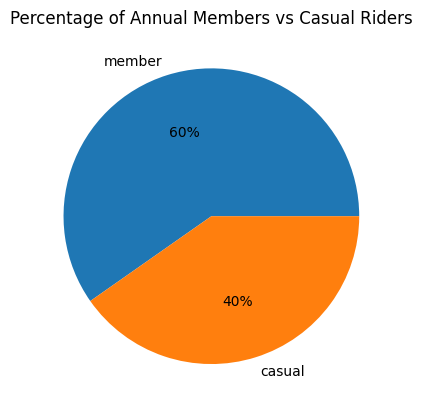 Percentage of Annual Members vs Casual Riders
member
60%
40%
casual